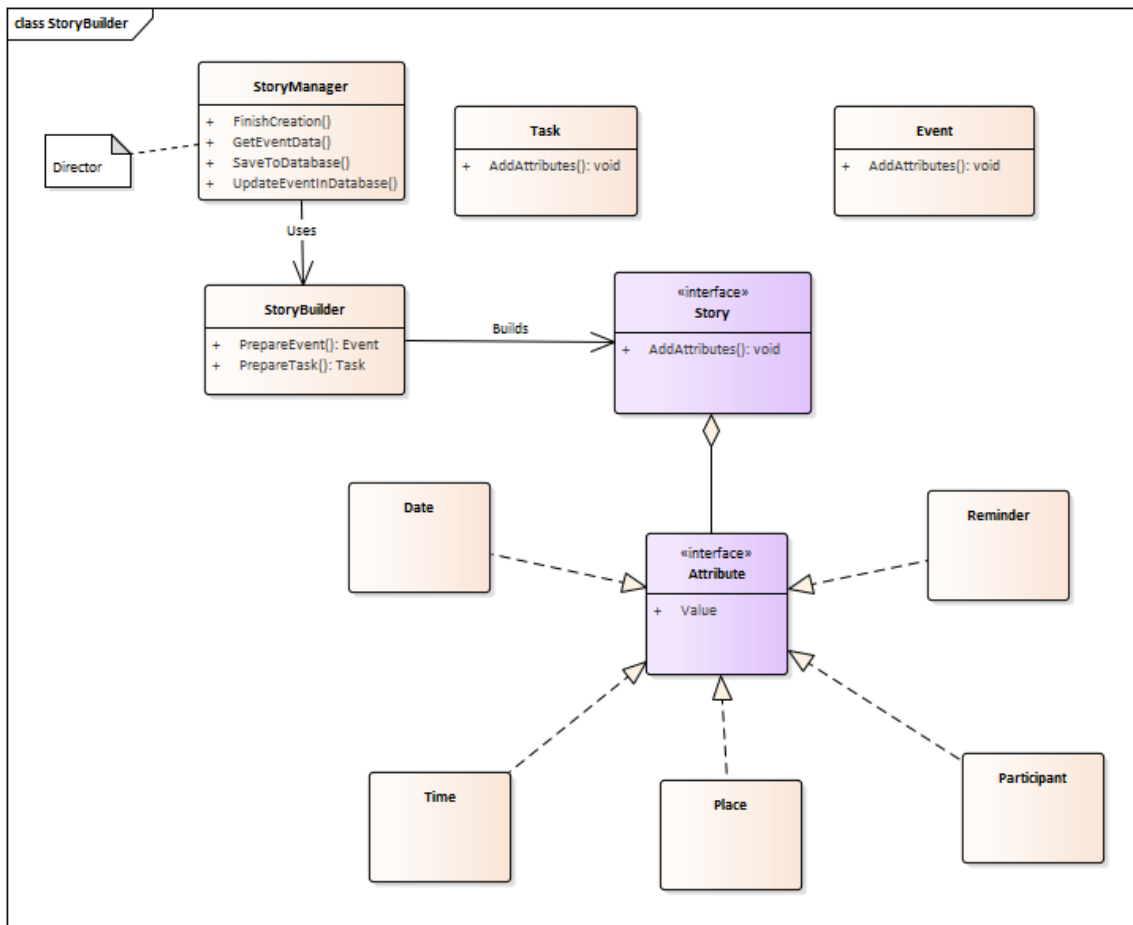 class StoryBuilder
StoryManager
+ FinishCreation()
+ GetEventData()
+ SaveToDatabase()
+ UpdateEventInDatabase()
Director
Task
+ AddAttributes(): void
Event
+ AddAttributes(): void
Uses
StoryBuilder
+ PrepareEvent(): Event
+ PrepareTask(): Task
Builds
«interface»
Story
+ AddAttributes(): void
Date
Reminder
«interface»
Attribute
+ Value
Time
Place
Participant